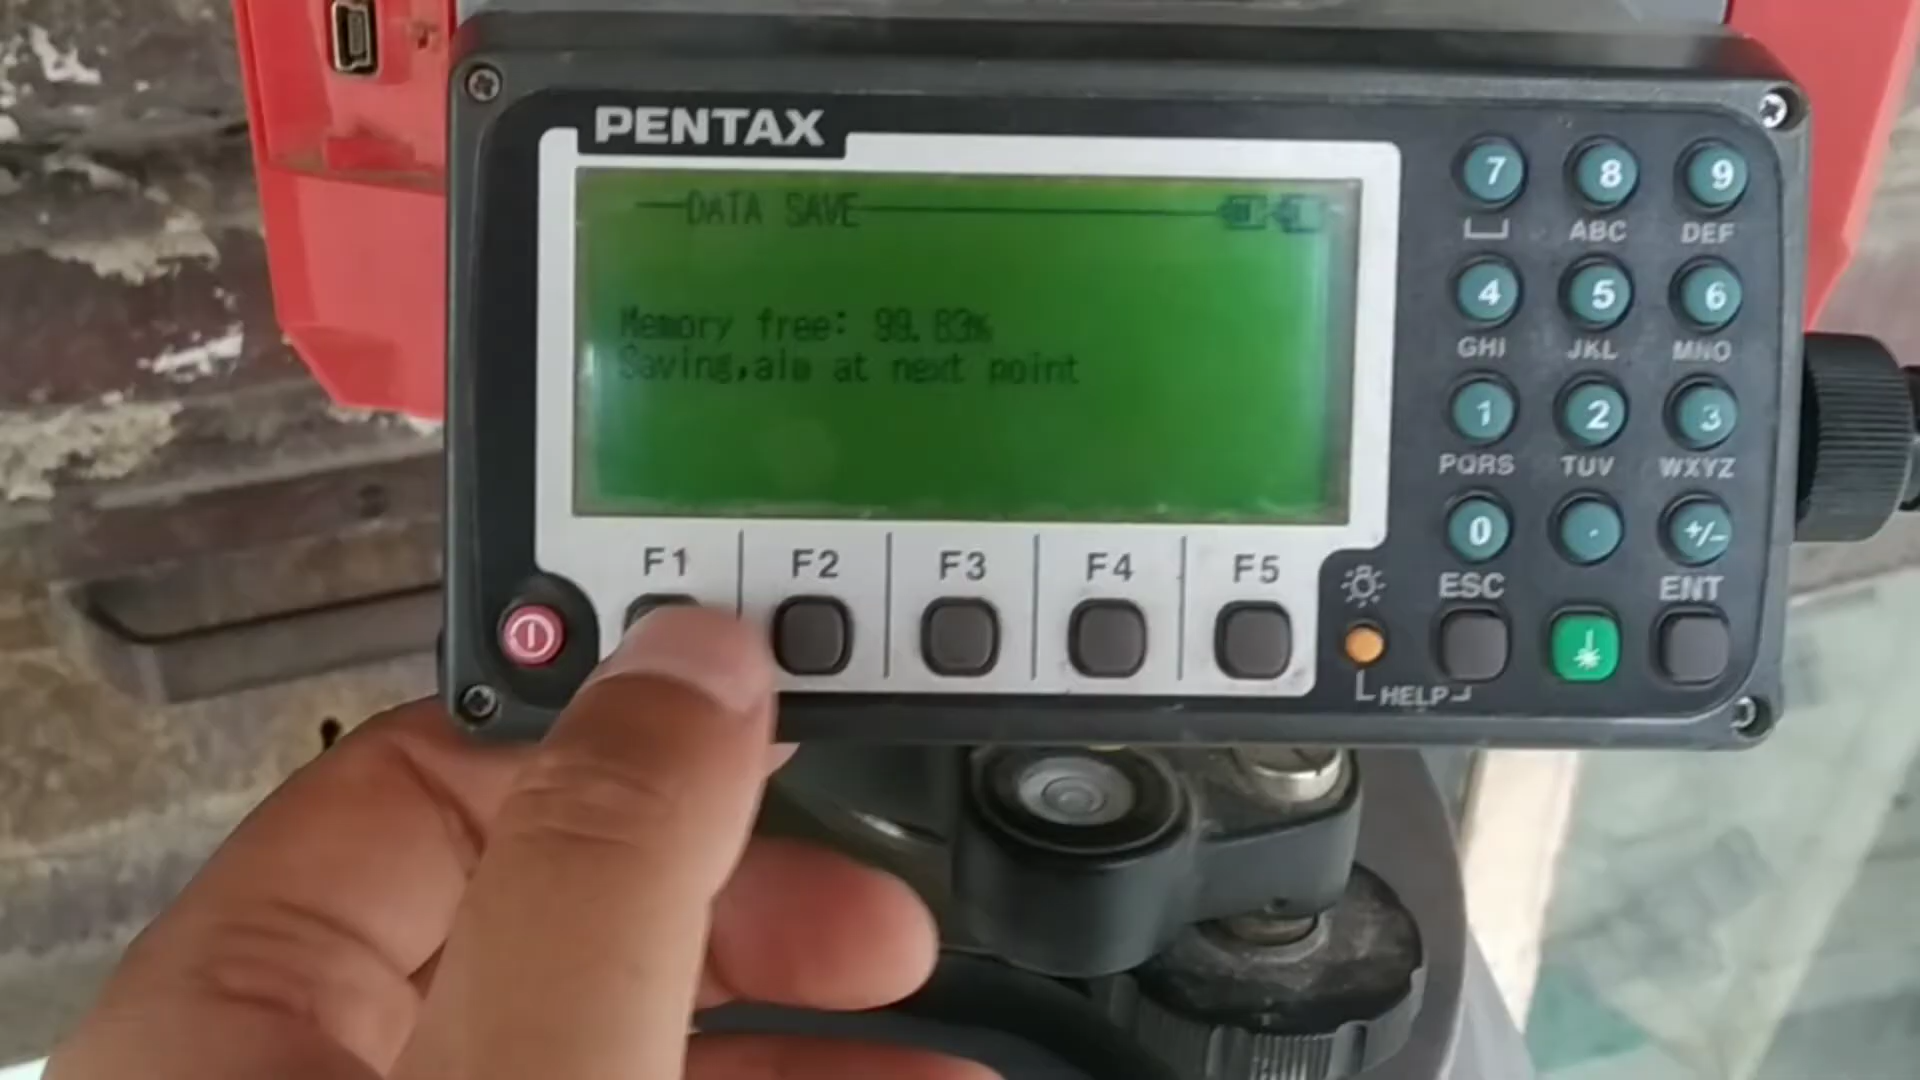 PENTAX
DATA SAVE
Memory free: 99.83%
Saving,aim at next point
F1 F2 F3 F4 F5
7 8 9
ABC DEF
4 5 6
GHI JKL MNO
1 2 3
PQRS TUV WXYZ
0 . +/-
ESC ENT
HELP